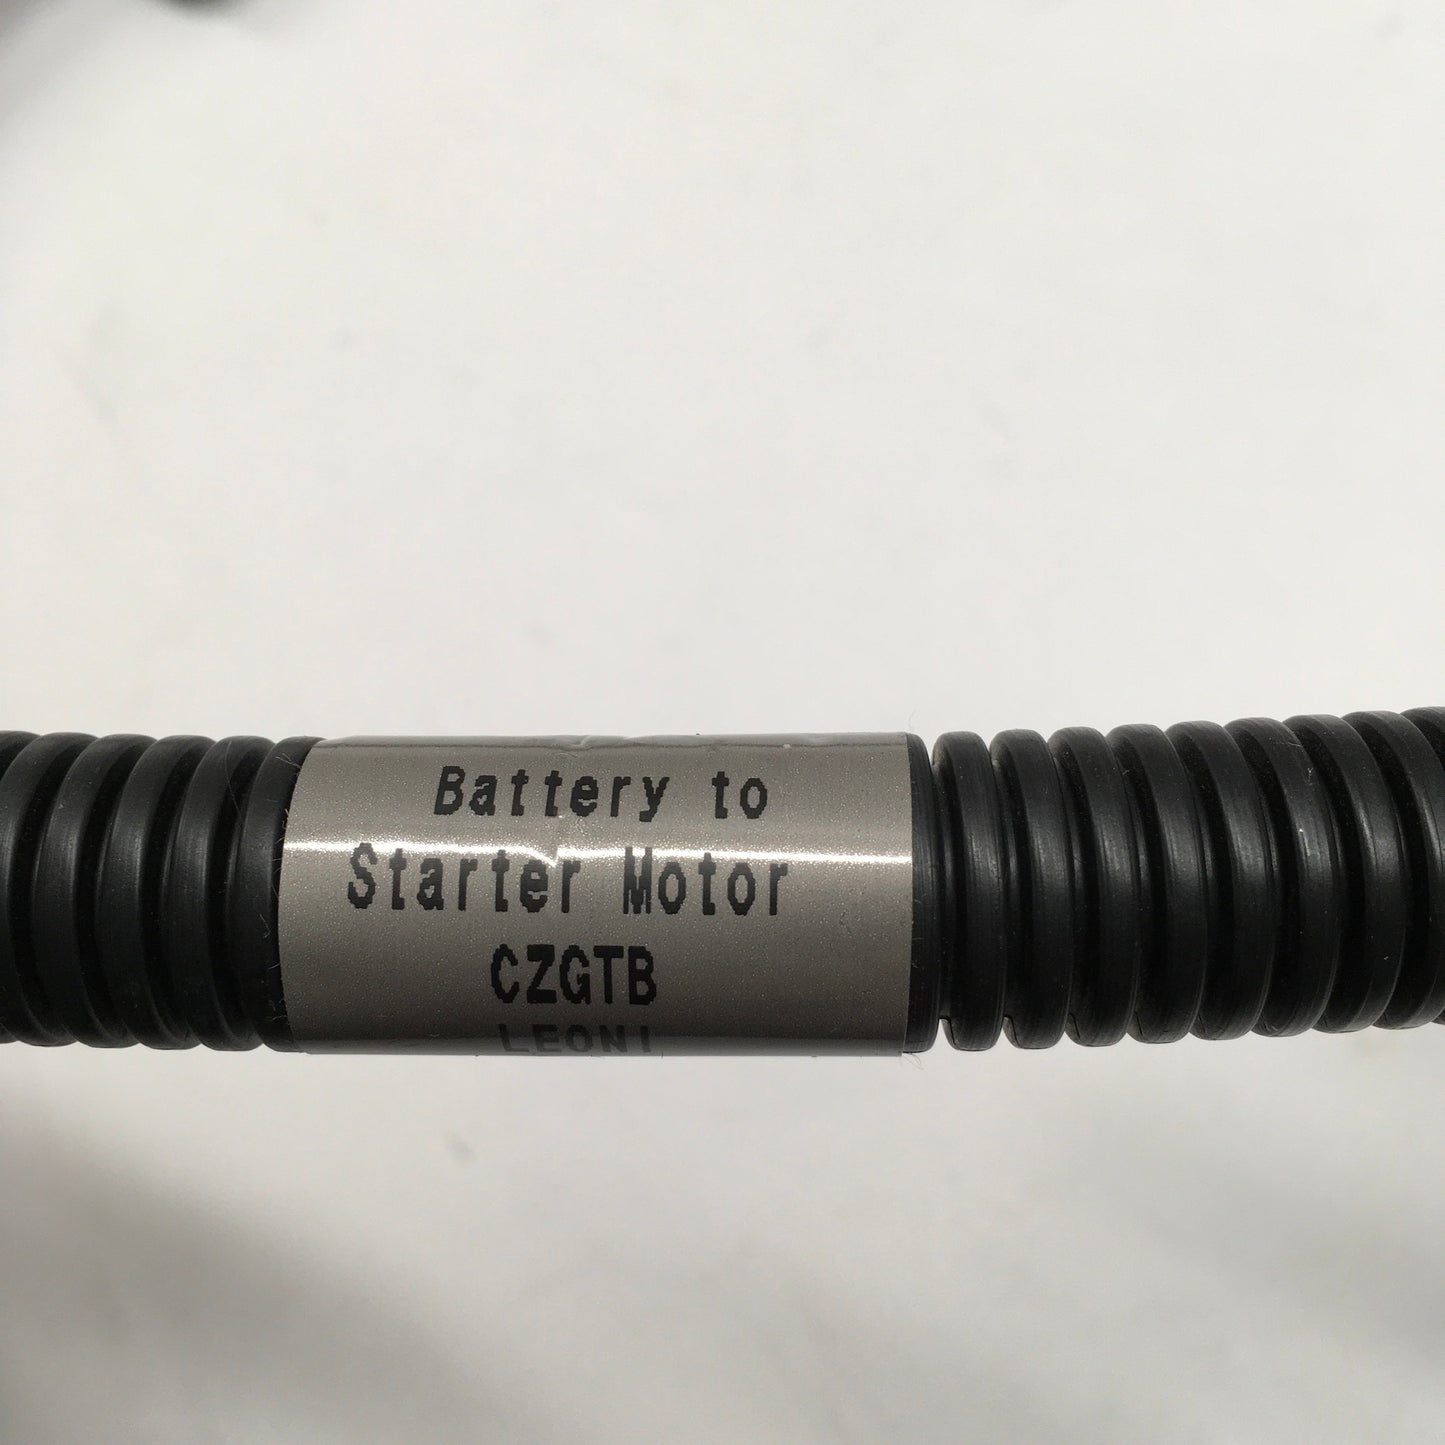 Battery to
Starter Motor
CZGTB
LEONI